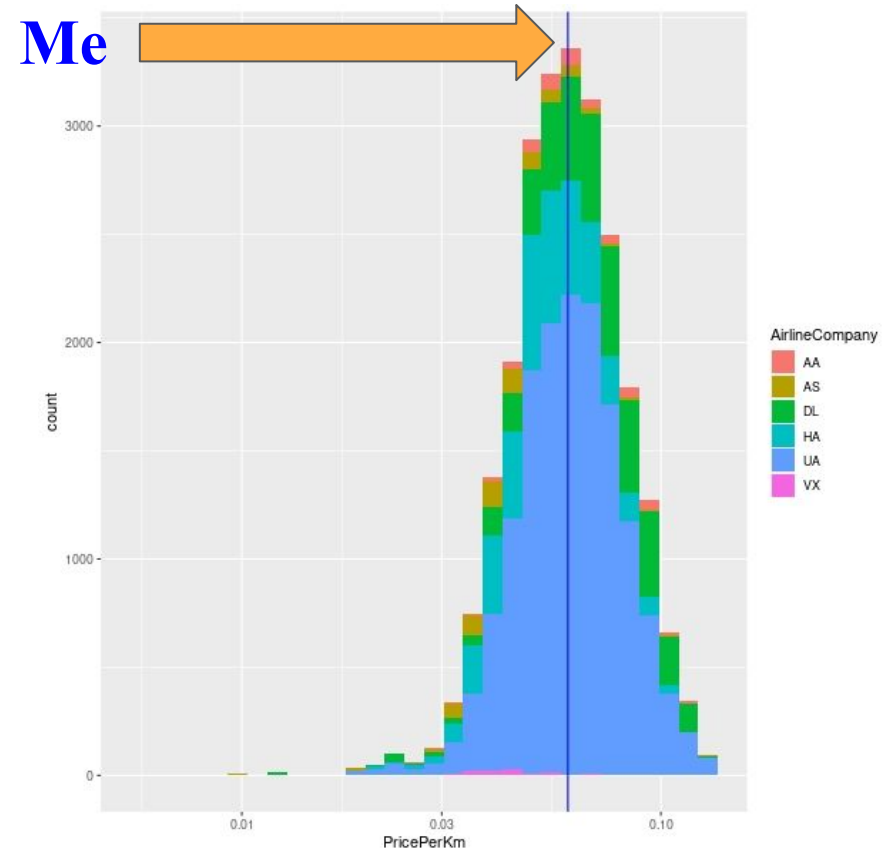 Me
3000
2000
1000
0
count
0.01
0.03
0.10
PricePerKm
AirlineCompany
AA
AS
DL
HA
UA
VX